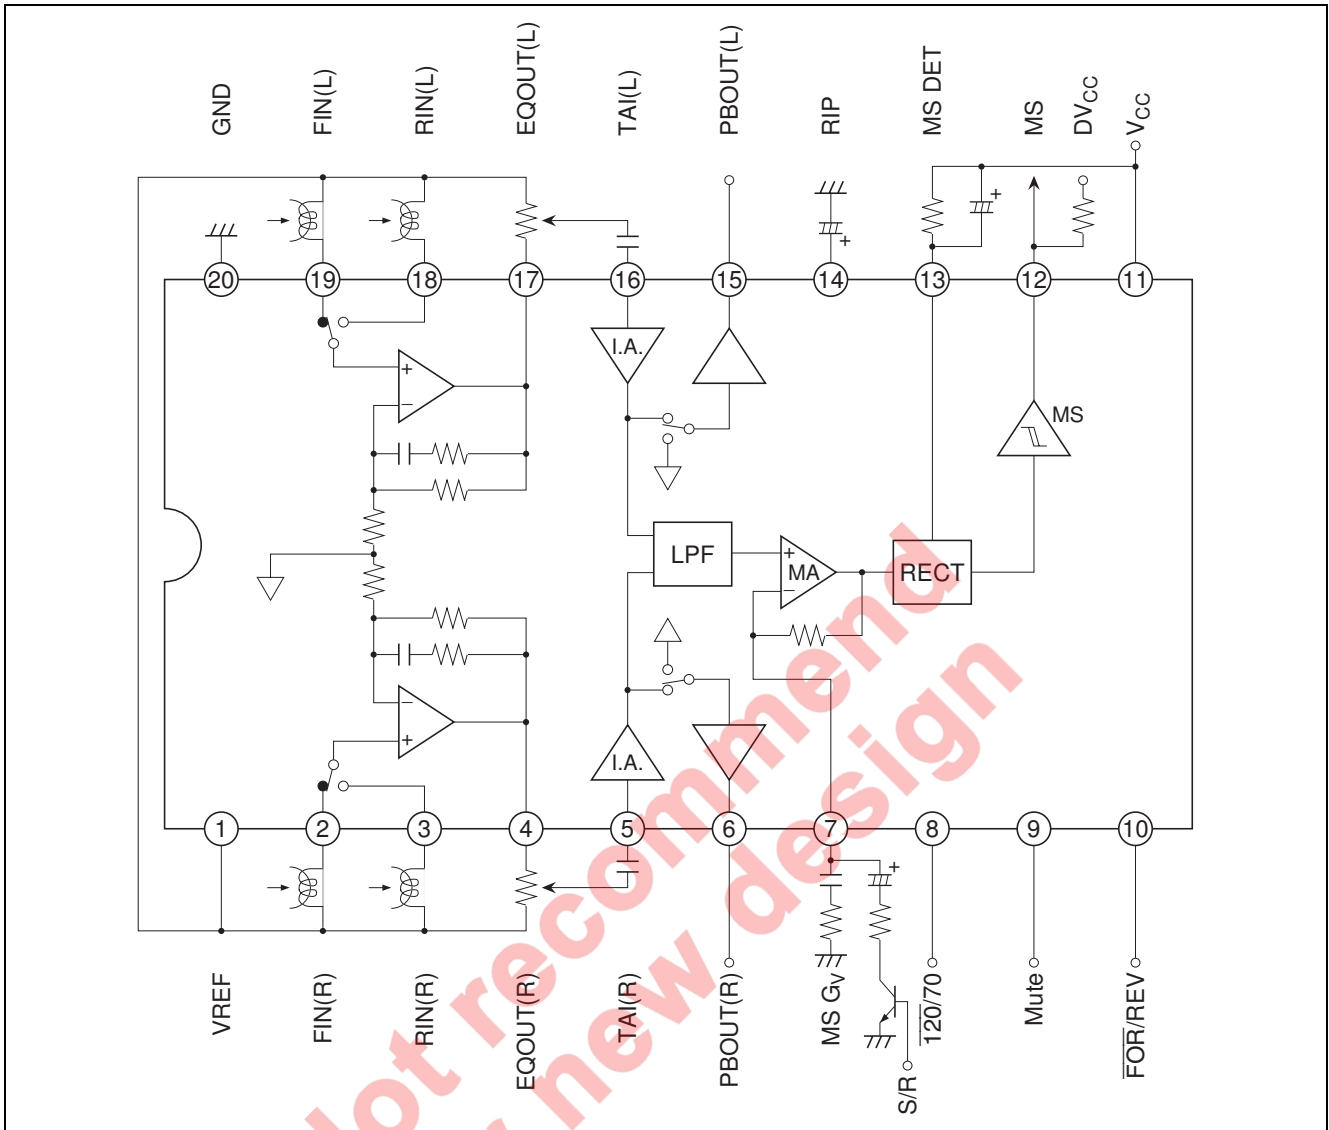 GND
FIN(L)
RIN(L)
EQOUT(L)
TAI(L)
PBOUT(L)
RIP
MS DET
MS
DVCC
VCC
+
+
20
19
18
17
16
15
14
13
12
11
I.A.
+
−
MS
LPF
+
MA
−
RECT
−
+
I.A.
1
2
3
4
5
6
7
8
9
10
+
VREF
FIN(R)
RIN(R)
EQOUT(R)
TAI(R)
PBOUT(R)
MS GV
S/R
120/70
Mute
FOR/REV
ot recommend
new design